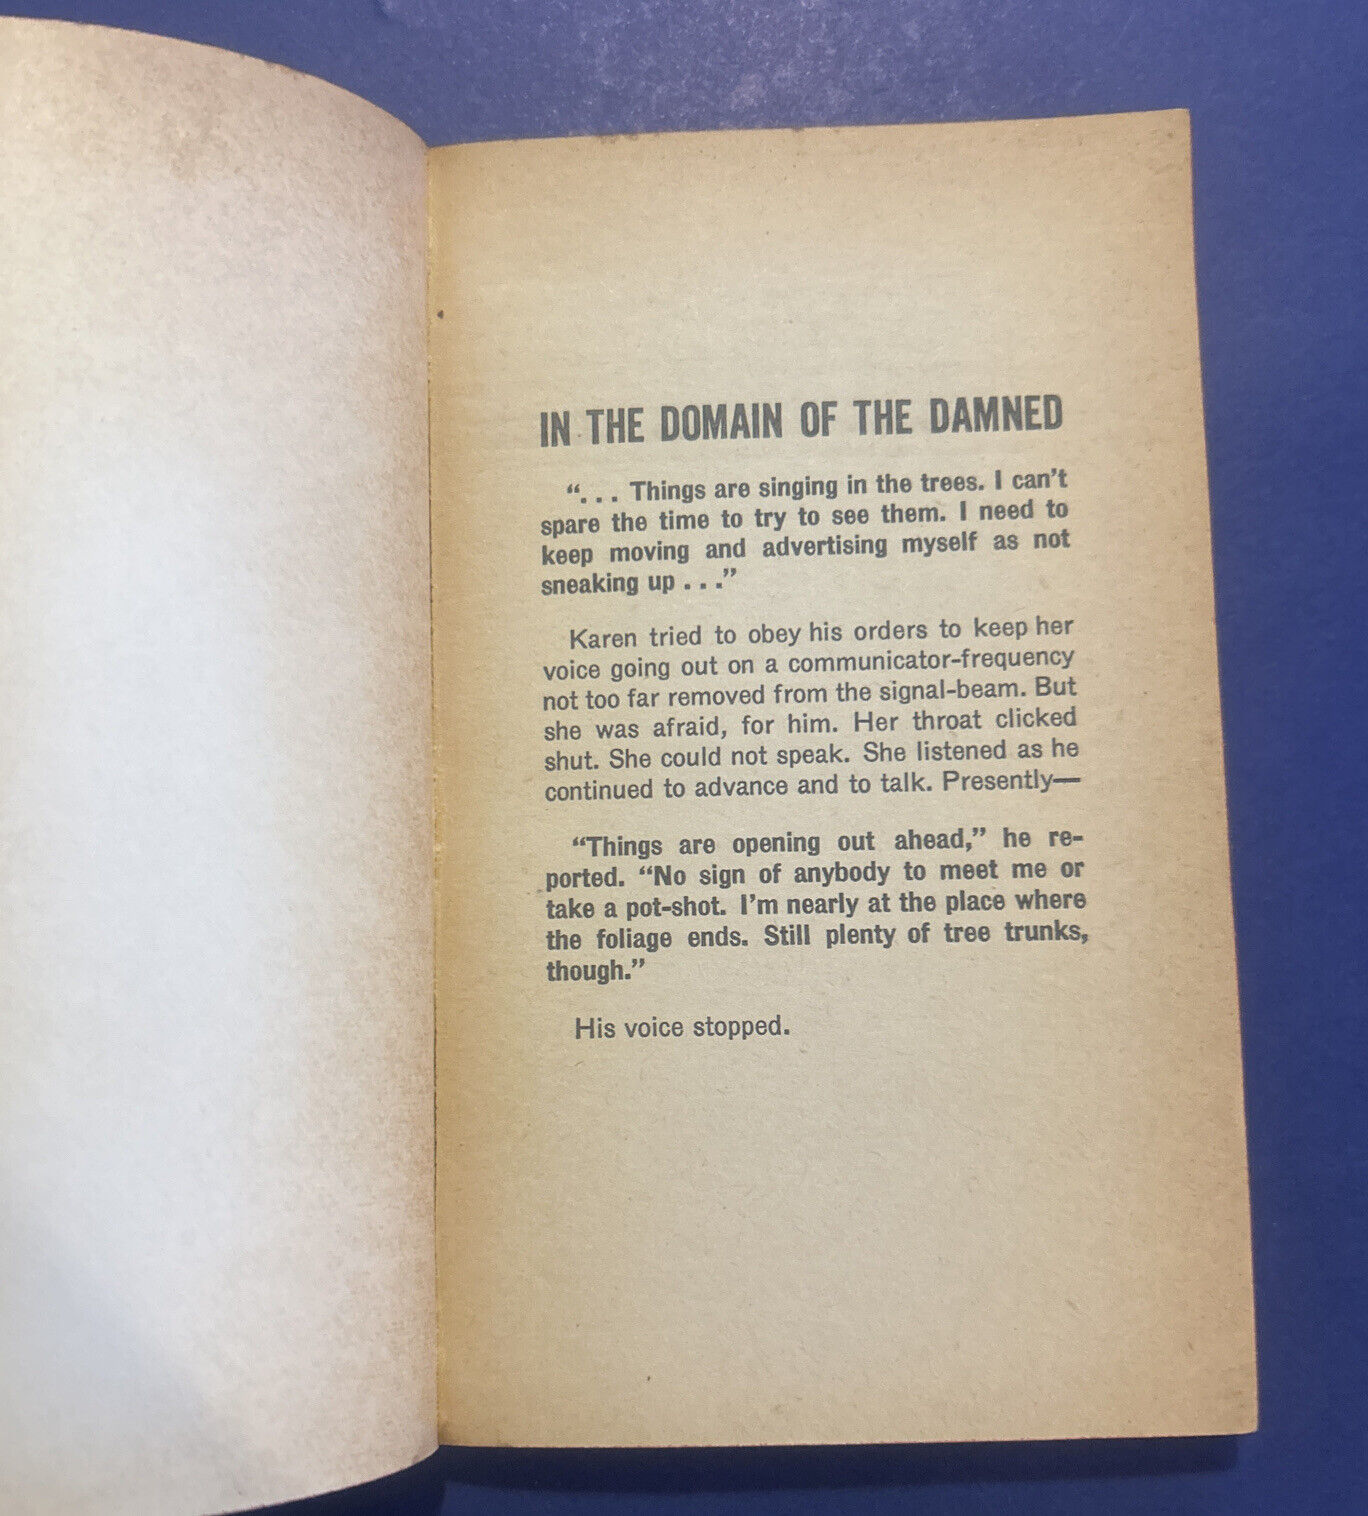 IN THE DOMAIN OF THE DAMNED
“. . . Things are singing in the trees. I can’t
spare the time to try to see them. I need to
keep moving and advertising myself as not
sneaking up . . .”
Karen tried to obey his orders to keep her
voice going out on a communicator-frequency
not too far removed from the signal-beam. But
she was afraid, for him. Her throat clicked
shut. She could not speak. She listened as he
continued to advance and to talk. Presently—
“Things are opening out ahead,” he re-
ported. “No sign of anybody to meet me or
take a pot-shot. I’m nearly at the place where
the foliage ends. Still plenty of tree trunks,
though.”
His voice stopped.